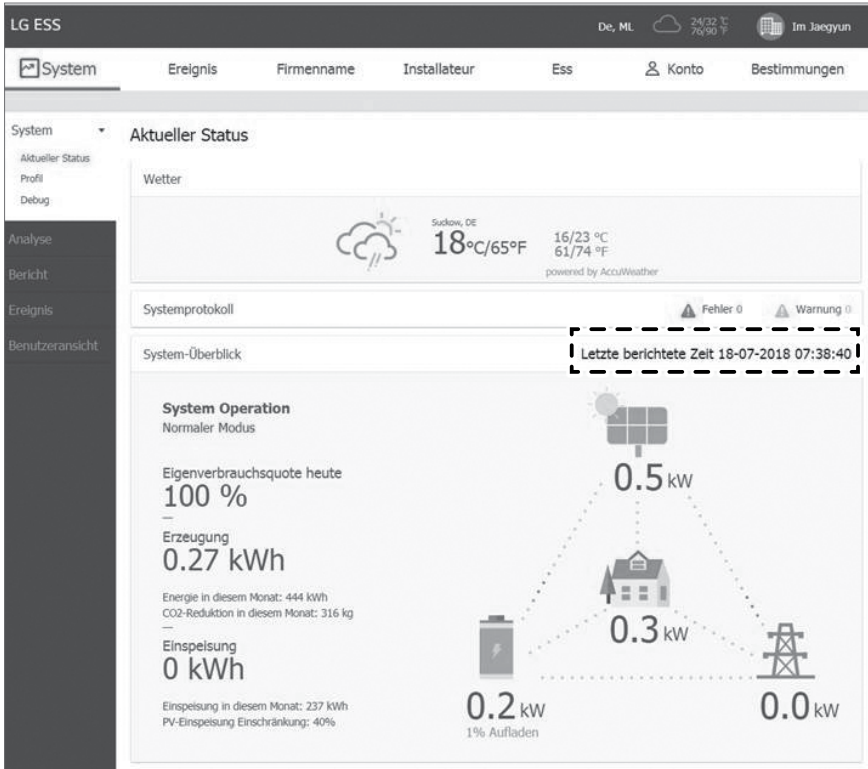 LG ESS
De, ML
24/32 °C
76/90 °F
Im Jaegyun
System
Ereignis
Firmenname
Installateur
Ess
Konto
Bestimmungen
System
Aktueller Status
Profil
Debug
Analyse
Bericht
Ereignis
Benutzeransicht
Aktueller Status
Wetter
Suckow, DE
18°C/65°F
16/23 °C
61/74 °F
powered by AccuWeather
Systemprotokoll
Fehler 0
Warnung 0
System-Überblick
Letzte berichtete Zeit 18-07-2018 07:38:40
System Operation
Normaler Modus
Eigenverbrauchsquote heute
100 %
Erzeugung
0.27 kWh
Energie in diesem Monat: 444 kWh
CO2-Reduktion in diesem Monat: 316 kg
Einspeisung
0 kWh
Einspeisung in diesem Monat: 237 kWh
PV-Einspeisung Einschränkung: 40%
0.5 kW
0.3 kW
0.2 kW
1% Aufladen
0.0 kW